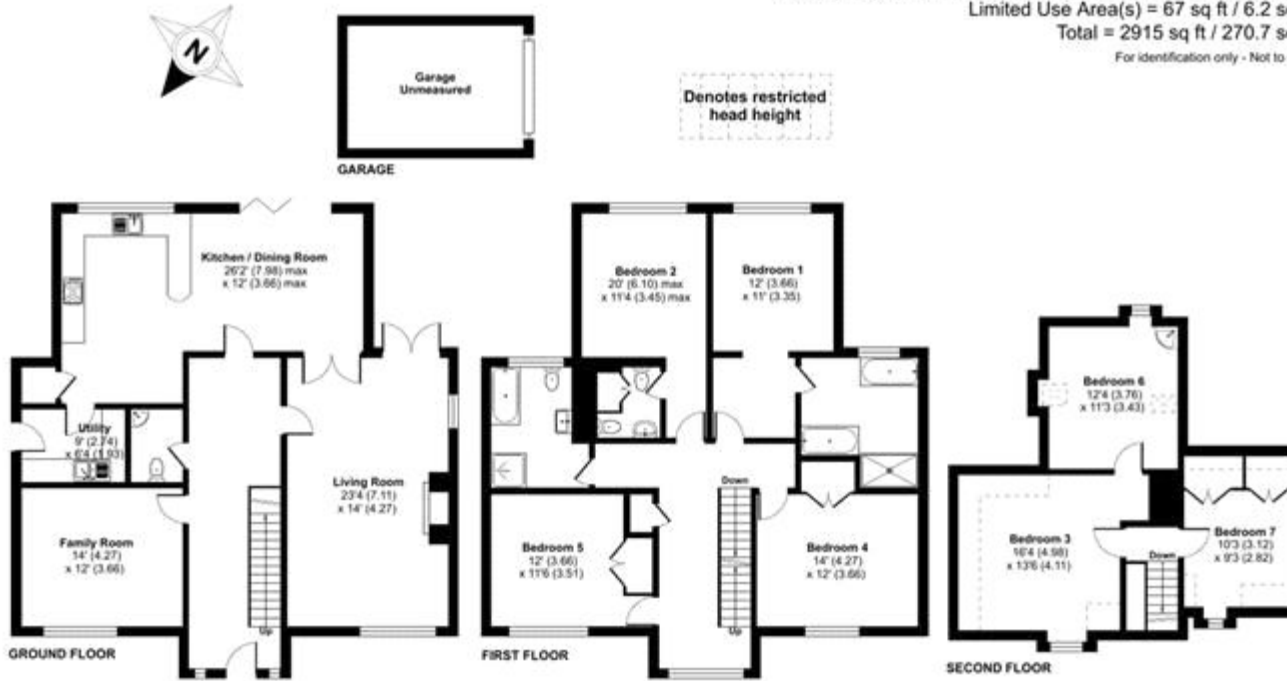 Limited Use Area(s) = 67 sq ft / 6.2 s
Total = 2915 sq ft / 270.7 s
For identification only - Not to
N
Garage
Unmeasured
GARAGE
Denotes restricted
head height
Kitchen / Dining Room
26'2" (7.98) max
x 12' (3.66) max
Utility
9' (2.74)
x 6'4 (1.93)
Living Room
23'4 (7.11)
x 14' (4.27)
Family Room
14' (4.27)
x 12' (3.66)
Up
GROUND FLOOR
Bedroom 2
20' (6.10) max
x 11'4 (3.45) max
Bedroom 1
12' (3.66)
x 11' (3.35)
Down
Bedroom 5
12' (3.66)
x 11'6 (3.51)
Bedroom 4
14' (4.27)
x 12' (3.66)
Up
FIRST FLOOR
Bedroom 6
12'4 (3.76)
x 11'3 (3.43)
Bedroom 3
16'4 (4.98)
x 13'6 (4.11)
Down
Bedroom 7
10'3 (3.12)
x 9'3 (2.82)
SECOND FLOOR